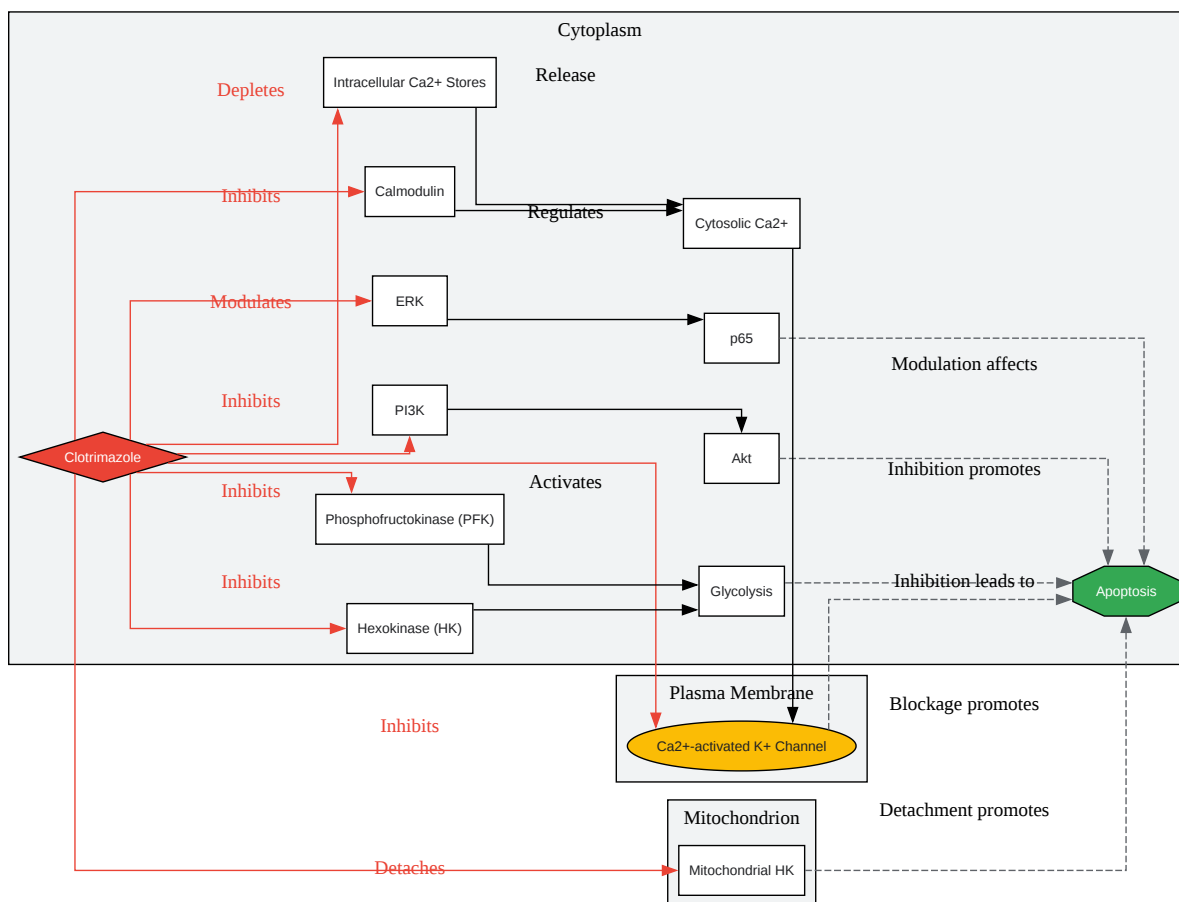 Cytoplasm
Release
Intracellular Ca2+ Stores
Depletes
Calmodulin
Inhibits
Regulates
Cytosolic Ca2+
Modulates
ERK
p65
Modulation affects
Inhibits
PI3K
Clotrimazole
Akt
Inhibition promotes
Activates
Inhibits
Phosphofructokinase (PFK)
Inhibits
Inhibition leads to
Glycolysis
Apoptosis
Hexokinase (HK)
Plasma Membrane
Blockage promotes
Inhibits
Ca2+-activated K+ Channel
Detachment promotes
Mitochondrion
Detaches
Mitochondrial HK